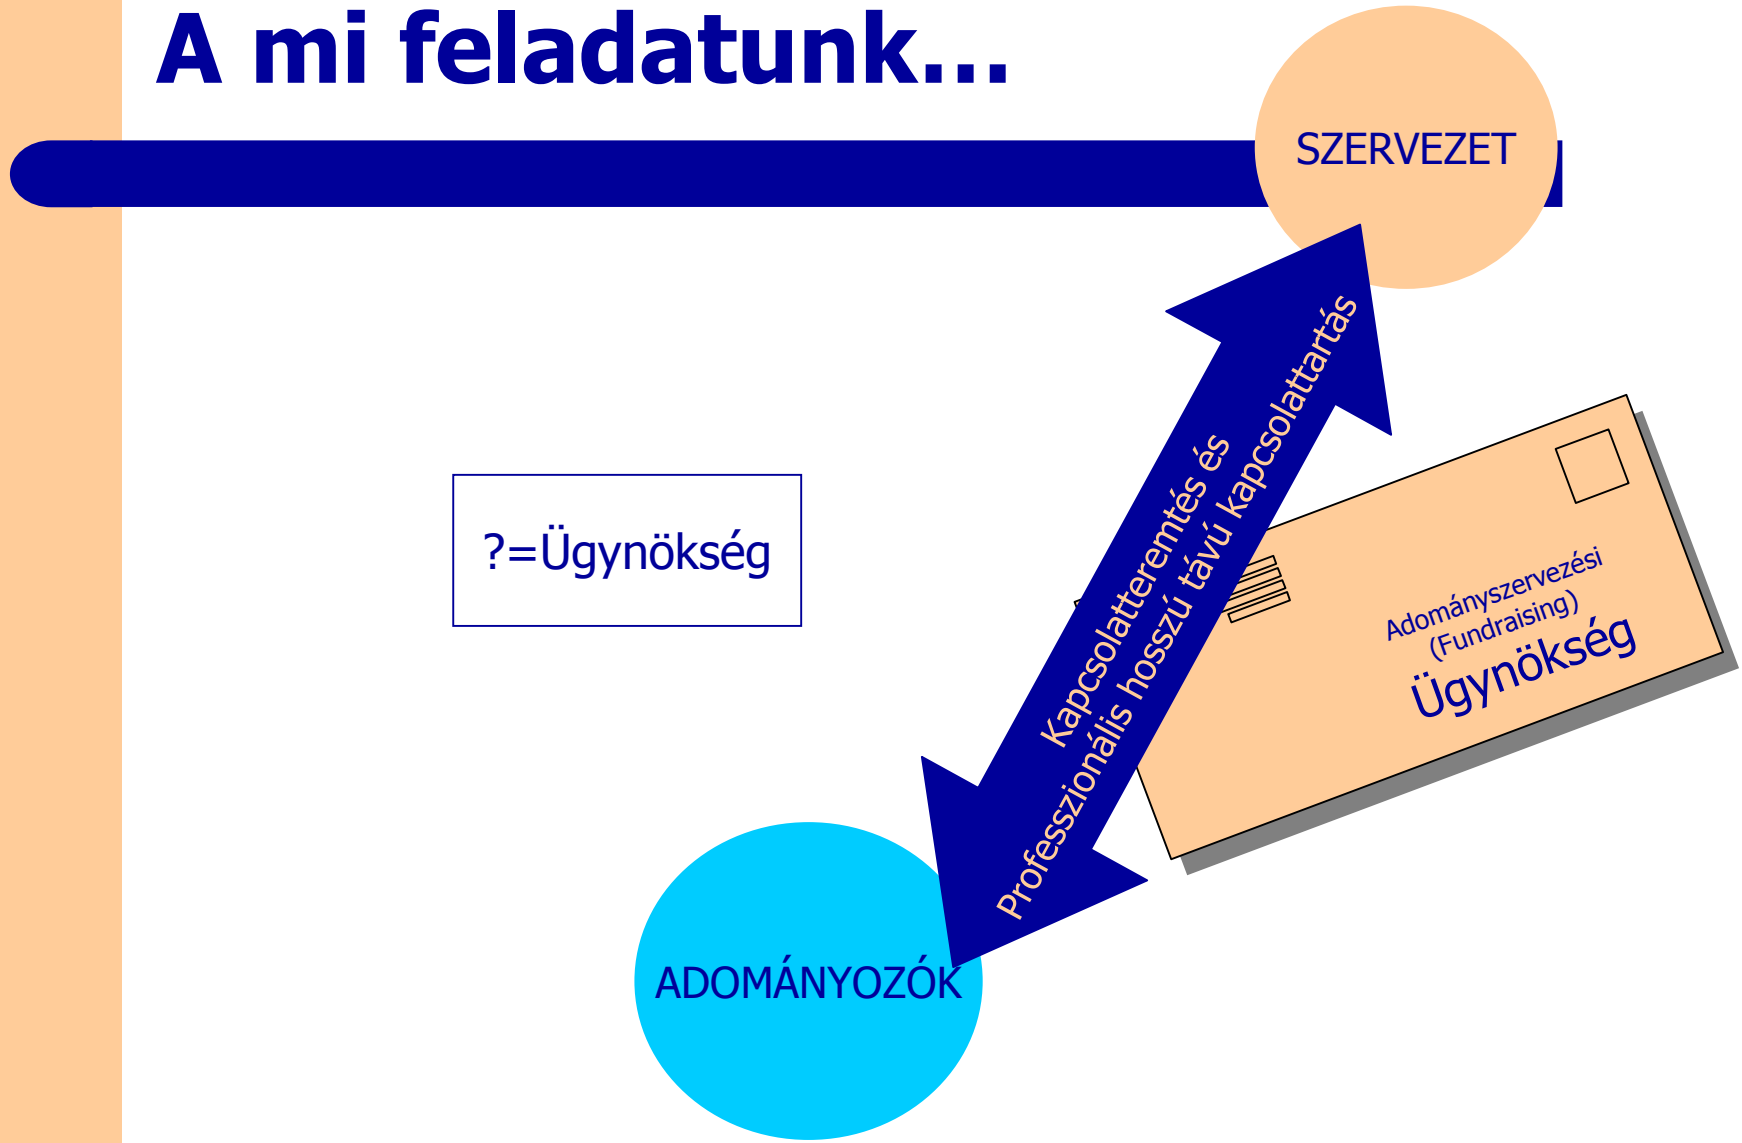 A mi feladatunk...
SZERVEZET
Kapcsolatteremtés és
Professzionális hosszú távú kapcsolattartás
?=Ügynökség
Adományszervezési
(Fundraising)
Ügynökség
ADOMÁNYOZÓK